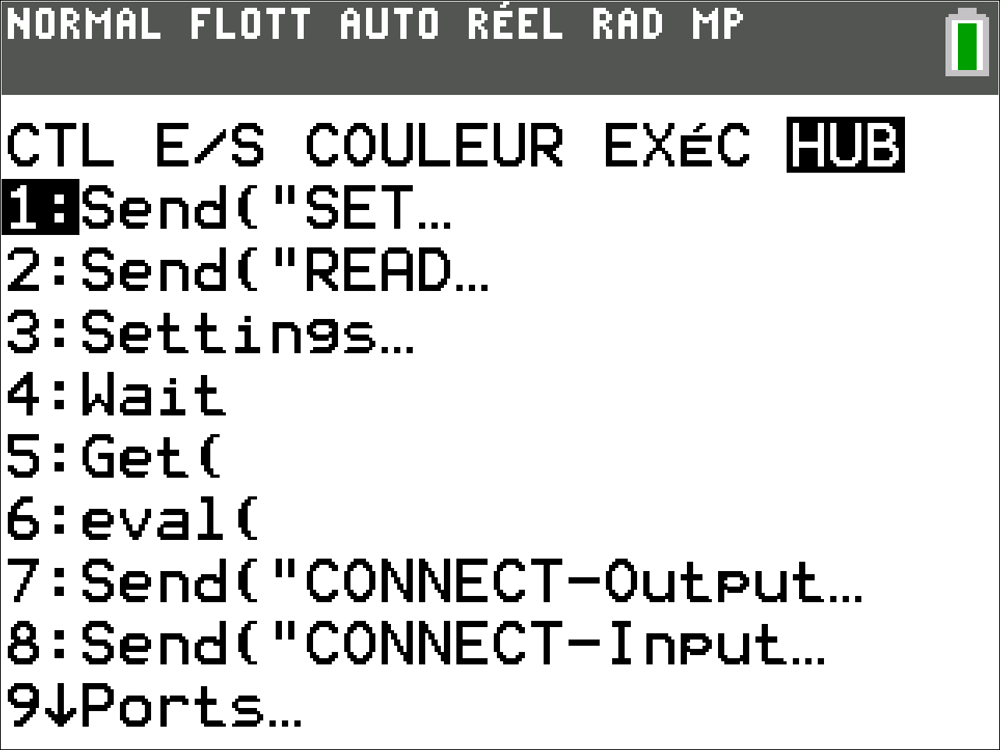 NORMAL FLOTT AUTO RÉEL RAD MP
CTL E/S COULEUR EXéC HUB
1:Send("SET…
2:Send("READ…
3:Settings…
4:Wait
5:Get(
6:eval(
7:Send("CONNECT-Output…
8:Send("CONNECT-Input…
9↓Ports…